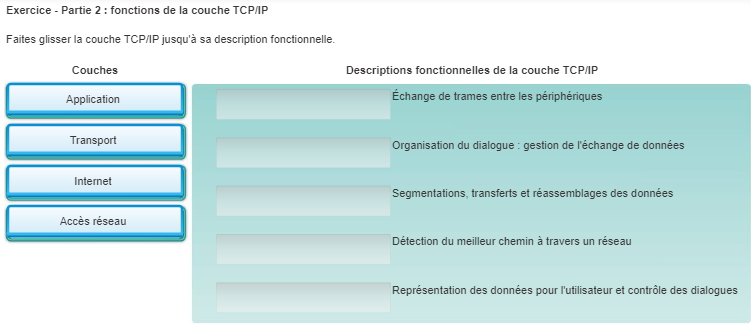 Exercice - Partie 2 : fonctions de la couche TCP/IP
Faites glisser la couche TCP/IP jusqu'à sa description fonctionnelle.
Couches
Descriptions fonctionnelles de la couche TCP/IP
Application
Échange de trames entre les périphériques
Transport
Organisation du dialogue : gestion de l'échange de données
Internet
Segmentations, transferts et réassemblages des données
Accès réseau
Détection du meilleur chemin à travers un réseau
Représentation des données pour l'utilisateur et contrôle des dialogues